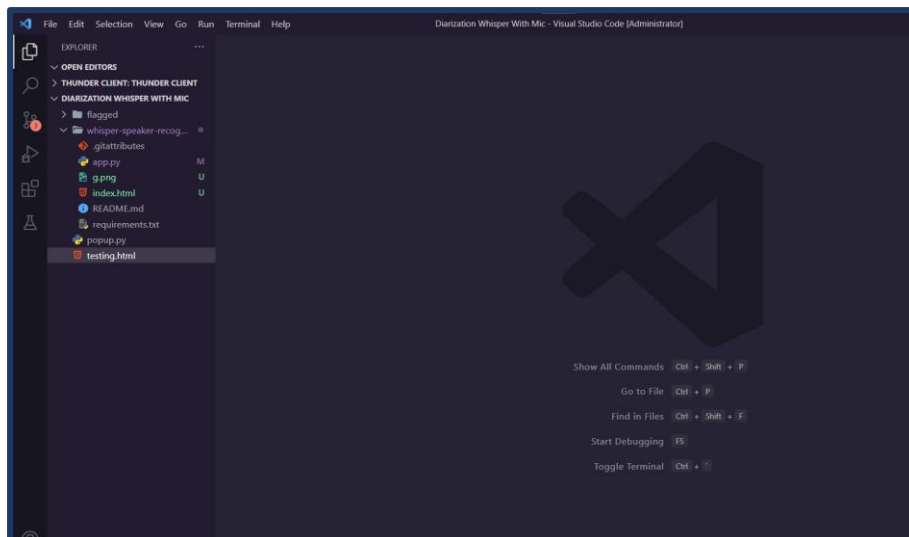 File Edit Selection View Go Run Terminal Help
Diarization Whisper With Mic - Visual Studio Code [Administrator]
EXPLORER
OPEN EDITORS
THUNDER CLIENT: THUNDER CLIENT
DIARIZATION WHISPER WITH MIC
flagged
whisper-speaker-recog...
.gitattributes
app.py M
g.png U
index.html U
README.md
requirements.txt
popup.py
testing.html
Show All Commands Ctrl + Shift + P
Go to File Ctrl + P
Find in Files Ctrl + Shift + F
Start Debugging F5
Toggle Terminal Ctrl + `